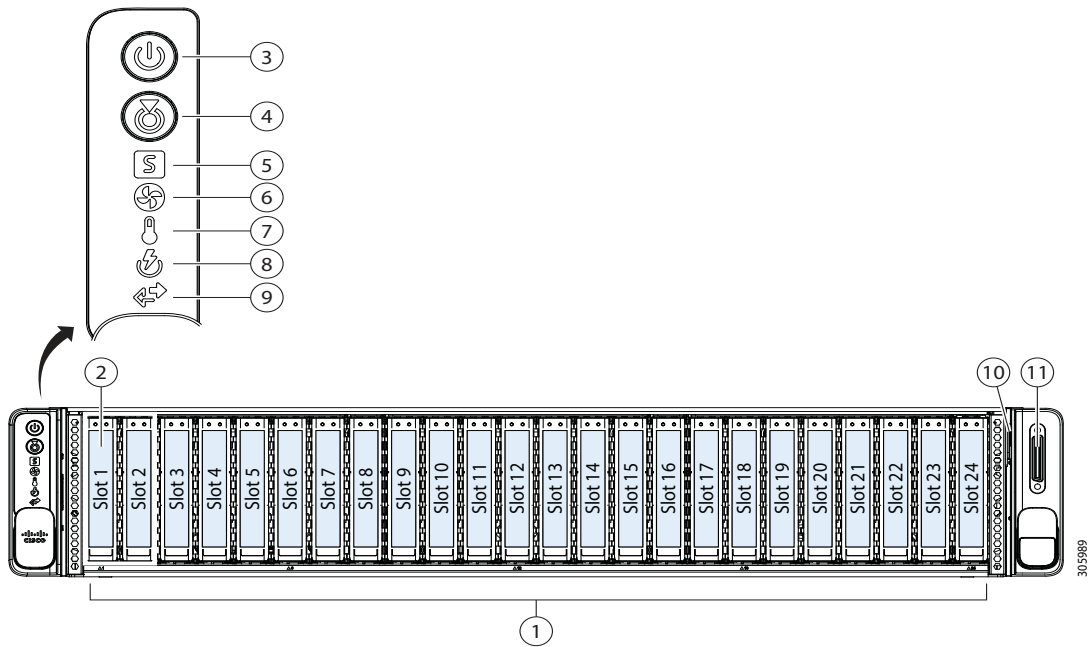 3
4
5
S
6
7
8
9
2
10
11
Slot 1
Slot 2
Slot 3
Slot 4
Slot 5
Slot 6
Slot 7
Slot 8
Slot 9
Slot 10
Slot 11
Slot 12
Slot 13
Slot 14
Slot 15
Slot 16
Slot 17
Slot 18
Slot 19
Slot 20
Slot 21
Slot 22
Slot 23
Slot 24
S
CISCO
305989
1